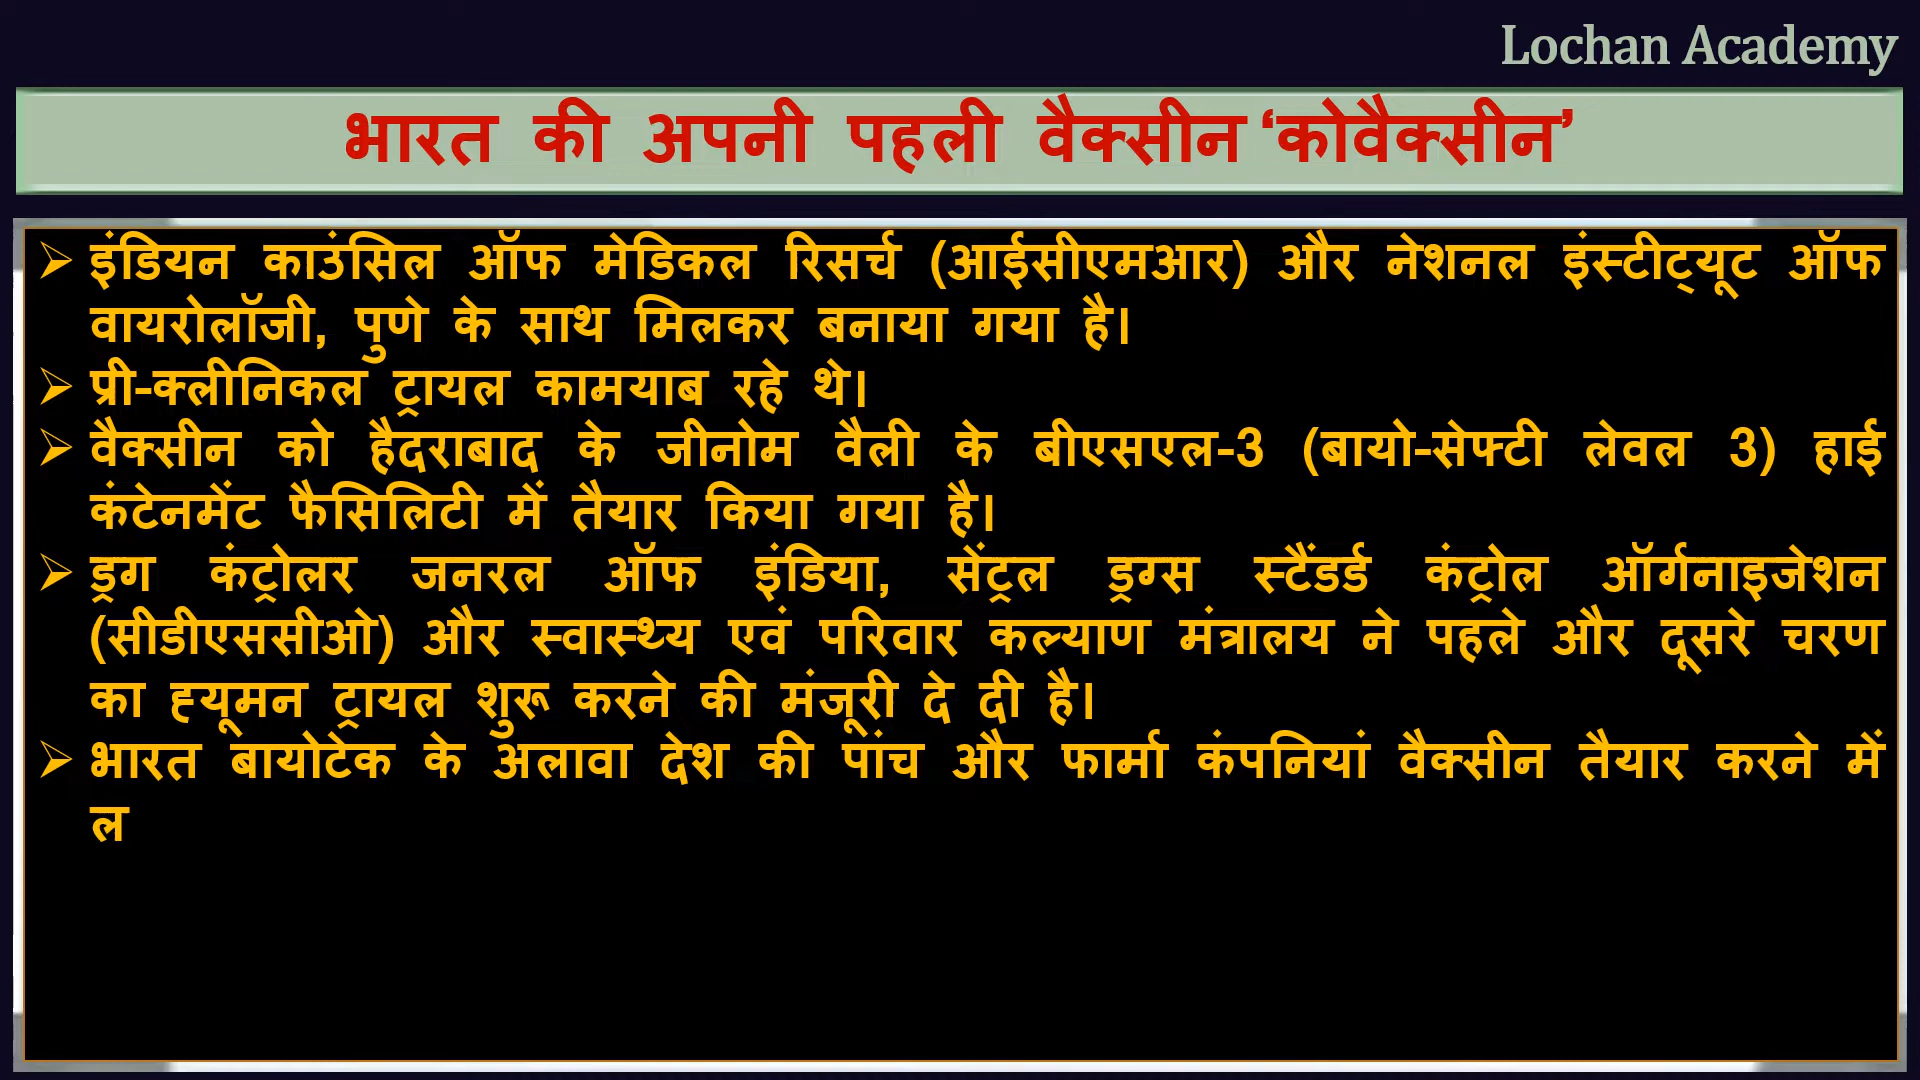 Lochan Academy
भारत की अपनी पहली वैक्सीन ‘कोवैक्सीन’
➢ इंडियन काउंसिल ऑफ मेडिकल रिसर्च (आईसीएमआर) और नेशनल इंस्टीट्यूट ऑफ
वायरोलॉजी, पुणे के साथ मिलकर बनाया गया है।
➢ प्री-क्लीनिकल ट्रायल कामयाब रहे थे।
➢ वैक्सीन को हैदराबाद के जीनोम वैली के बीएसएल-3 (बायो-सेफ्टी लेवल 3) हाई
कंटेनमेंट फैसिलिटी में तैयार किया गया है।
➢ ड्रग कंट्रोलर जनरल ऑफ इंडिया, सेंट्रल ड्रग्स स्टैंडर्ड कंट्रोल ऑर्गनाइजेशन
(सीडीएससीओ) और स्वास्थ्य एवं परिवार कल्याण मंत्रालय ने पहले और दूसरे चरण
का ह्यूमन ट्रायल शुरू करने की मंजूरी दे दी है।
➢ भारत बायोटेक के अलावा देश की पांच और फार्मा कंपनियां वैक्सीन तैयार करने में
ल